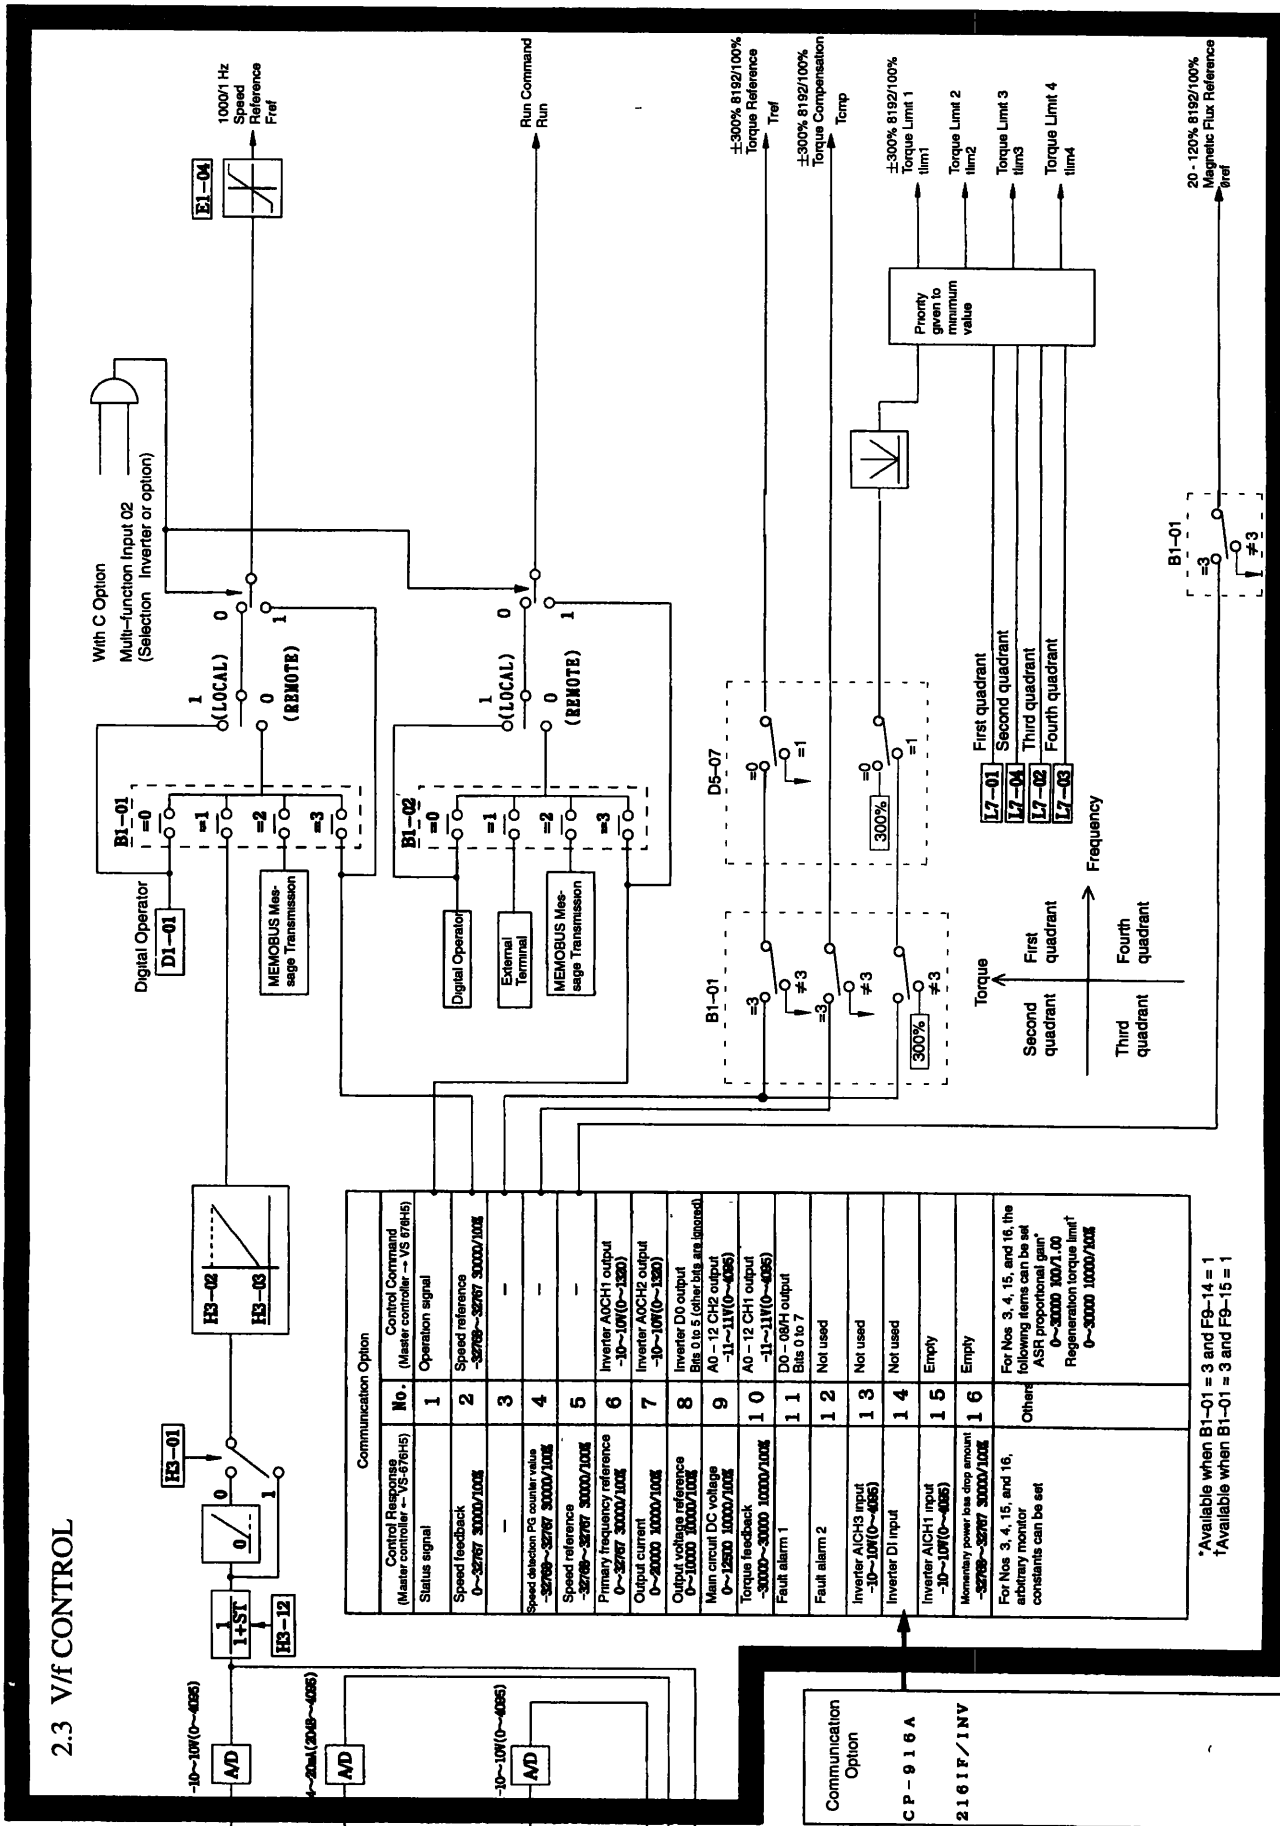 2.3 V/f CONTROL
-10~10V(0~4095)
A/D
4~20mA(2048~4095)
A/D
-10~10V(0~4095)
A/D
1
1+ST
H3-12
0
H3-01
0
1
H3-02
H3-03
Digital Operator
D1-01
MEMOBUS Mes-
sage Transmission
B1-01
=0
=1
=2
=3
1
(LOCAL)
0
(REMOTE)
0
1
With C Option
Multi-function Input 02
(Selection Inverter or option)
E1-04
1000/1 Hz
Speed
Reference
Fref
Digital Operator
External
Terminal
MEMOBUS Mes-
sage Transmission
B1-02
=0
=1
=2
=3
1
(LOCAL)
0
(REMOTE)
0
1
Run Command
Run
B1-01
=3
≠3
=3
≠3
300%
≠3
D5-07
=0
=1
=0
300%
=1
±300% 8192/100%
Torque Reference
Tref
±300% 8192/100%
Torque Compensation
Tcmp
Priority
given to
minimum
value
±300% 8192/100%
Torque Limit 1
tlim1
Torque Limit 2
tlim2
Torque Limit 3
tlim3
Torque Limit 4
tlim4
L7-01 First quadrant
L7-04 Second quadrant
L7-02 Third quadrant
L7-03 Fourth quadrant
Torque
Frequency
Second
quadrant
First
quadrant
Third
quadrant
Fourth
quadrant
B1-01
=3
≠3
20 - 120% 8192/100%
Magnetic Flux Reference
θref
Communication Option
Control Response
(Master controller ← VS-676H5)
No.
Control Command
(Master controller → VS 676H5)
Status signal
1
Operation signal
Speed feedback
0~32767 30000/100%
2
Speed reference
-32768~32767 30000/100%
–
3
–
Speed detection PG counter value
-32768~32767 30000/100%
4
–
Speed reference
-32768~32767 30000/100%
5
–
Primary frequency reference
0~32767 30000/100%
6
Inverter A0CH1 output
-10~10V(0~1320)
Output current
0~20000 10000/100%
7
Inverter A0CH2 output
-10~10V(0~1320)
Output voltage reference
0~10000 10000/100%
8
Inverter D0 output
Bits 0 to 5 (other bits are ignored)
Main circuit DC voltage
0~12500 10000/100%
9
A0 – 12 CH2 output
-11~11V(0~4095)
Torque feedback
-30000~30000 10000/100%
10
A0 – 12 CH1 output
-11~11V(0~4095)
Fault alarm 1
11
D0 – 08/H output
Bits 0 to 7
Fault alarm 2
12
Not used
Inverter AICH3 input
-10~10V(0~4095)
13
Not used
Inverter DI input
14
Not used
Inverter AICH1 input
-10~10V(0~4095)
15
Empty
Momentary power loss drop amount
-32768~32767 30000/100%
16
Empty
For Nos 3, 4, 15, and 16,
arbitrary monitor
constants can be set
Others
For Nos 3, 4, 15, and 16, the
following items can be set
ASR proportional gain*
0~30000 100/1.00
Regeneration torque limit†
0~30000 10000/100%
*Available when B1–01 = 3 and F9–14 = 1
†Available when B1–01 = 3 and F9–15 = 1
Communication
Option
CP-916A
216IF/INV